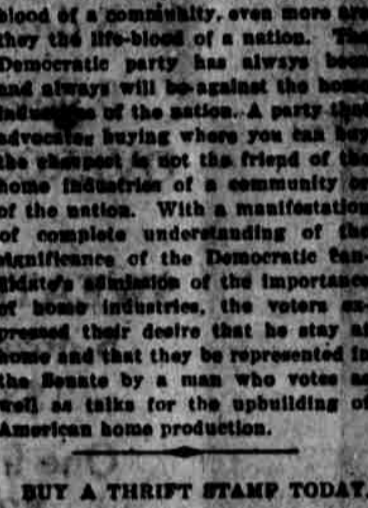 blood of a community, even more are
they the life-blood of a nation. The
Democratic party has always been
and always will be against the home
industries of the nation. A party that
advocates buying where you can buy
the cheapest is not the friend of the
home industries of a community or
of the nation. With a manifestation
of complete understanding of the
significance of the Democratic can-
didate's admission of the importance
of home industries, the voters ex-
pressed their desire that he stay at
home and that they be represented in
the Senate by a man who votes as
well as talks for the upbuilding of
American home production.
BUY A THRIFT STAMP TODAY.